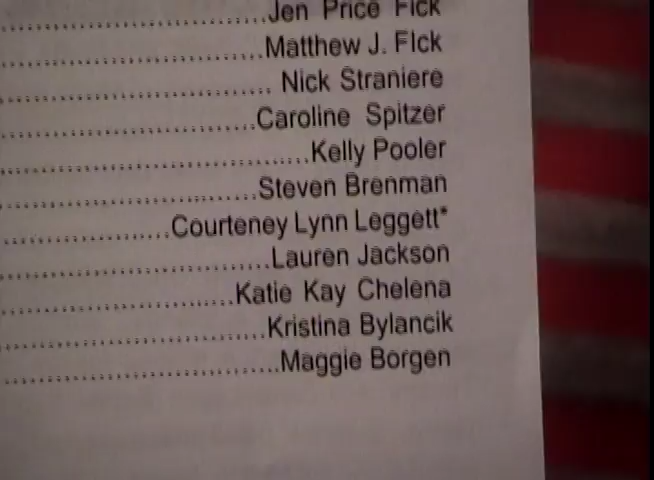 ....................Jen Price Fick
....................Matthew J. FIck
....................Nick Straniere
....................Caroline Spitzer
....................Kelly Pooler
....................Steven Brenman
....................Courteney Lynn Leggett*
....................Lauren Jackson
....................Katie Kay Chelena
....................Kristina Bylancik
....................Maggie Borgen